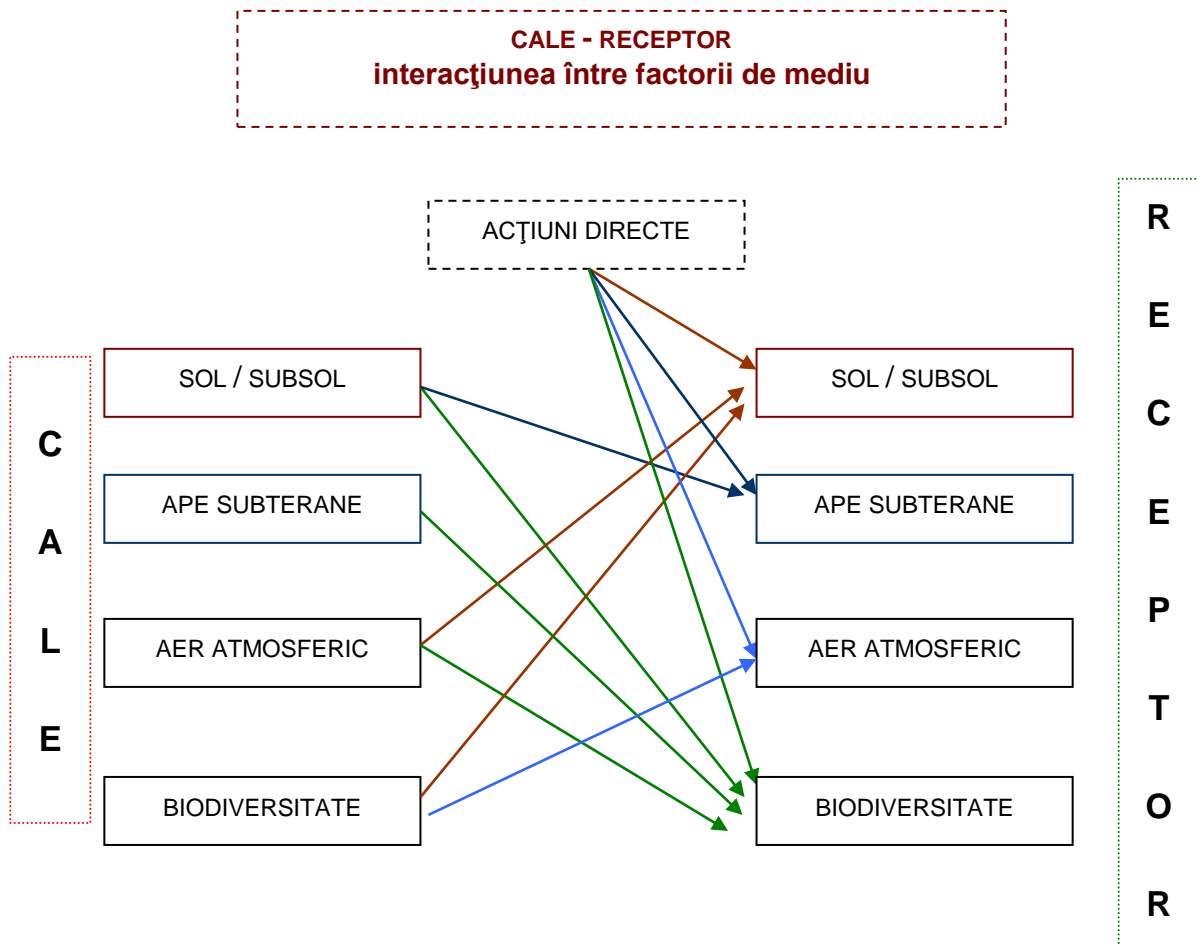 CALE - RECEPTOR
interacţiunea între factorii de mediu
ACŢIUNI DIRECTE
C
A
L
E
SOL / SUBSOL
APE SUBTERANE
AER ATMOSFERIC
BIODIVERSITATE
SOL / SUBSOL
APE SUBTERANE
AER ATMOSFERIC
BIODIVERSITATE
R
E
C
E
P
T
O
R